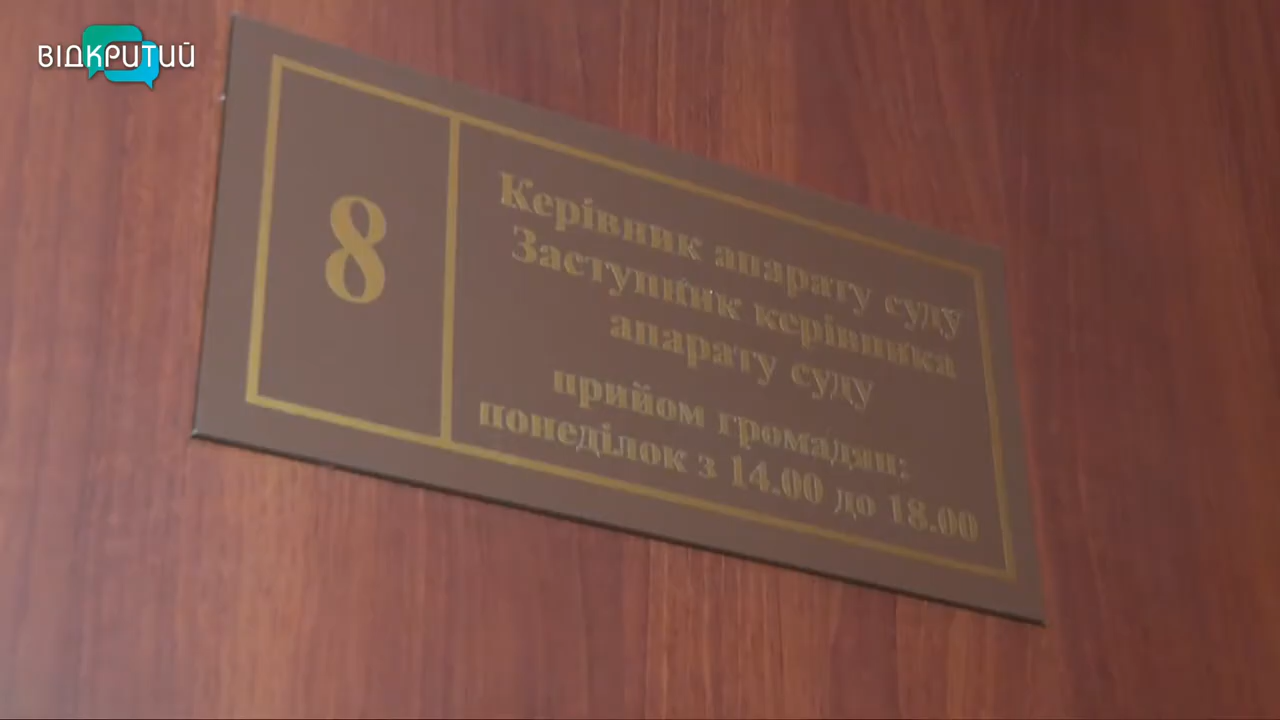 ВІДКРИТИЙ
8
Керівник апарату суду
Заступник керівника
апарату суду
прийом громадян:
понеділок з 14.00 до 18.00